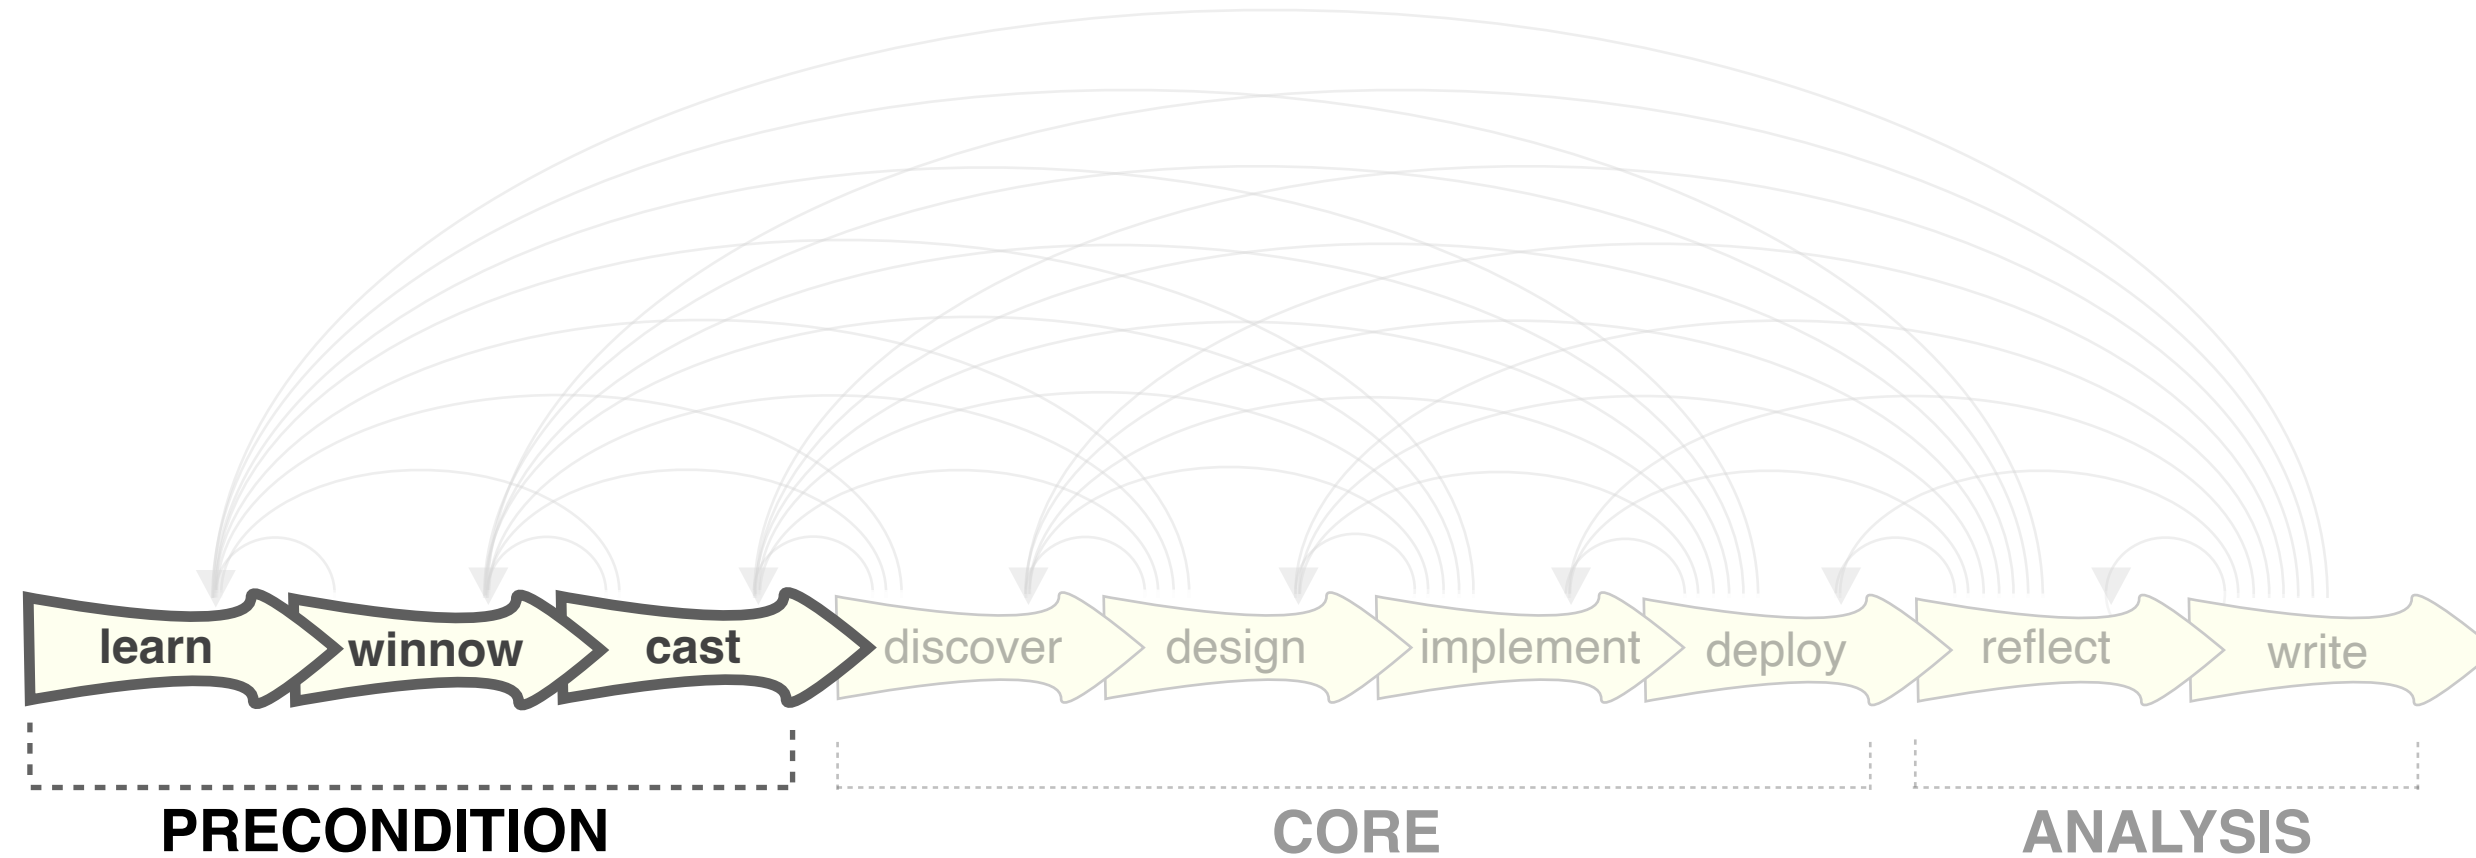 learn winnow cast discover design implement deploy reflect write
PRECONDITION CORE ANALYSIS